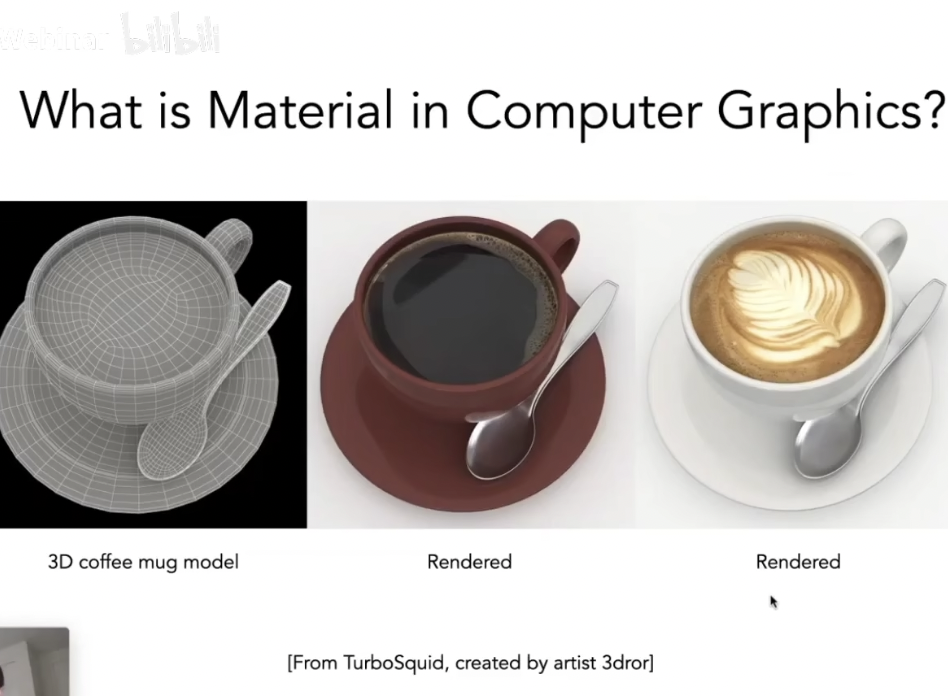 Webinar bilibili
What is Material in Computer Graphics?
3D coffee mug model
Rendered
Rendered
[From TurboSquid, created by artist 3dror]